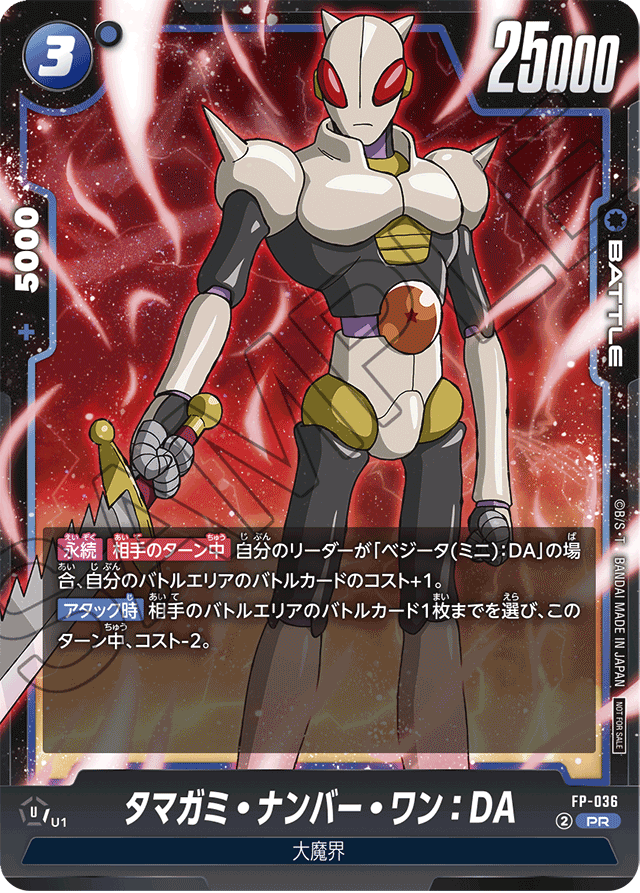 3
25000
+5000
BATTLE
SAMPLE
永続 相手のターン中 自分のリーダーが「ベジータ(ミニ):DA」の場
合、自分のバトルエリアのバトルカードのコスト+1。
アタック時 相手のバトルエリアのバトルカード1枚までを選び、この
ターン中、コスト-2。
©B/S・T BANDAI MADE IN JAPAN
NOT FOR SALE
U/U1
タマガミ・ナンバー・ワン:DA
FP-036
② PR
大魔界